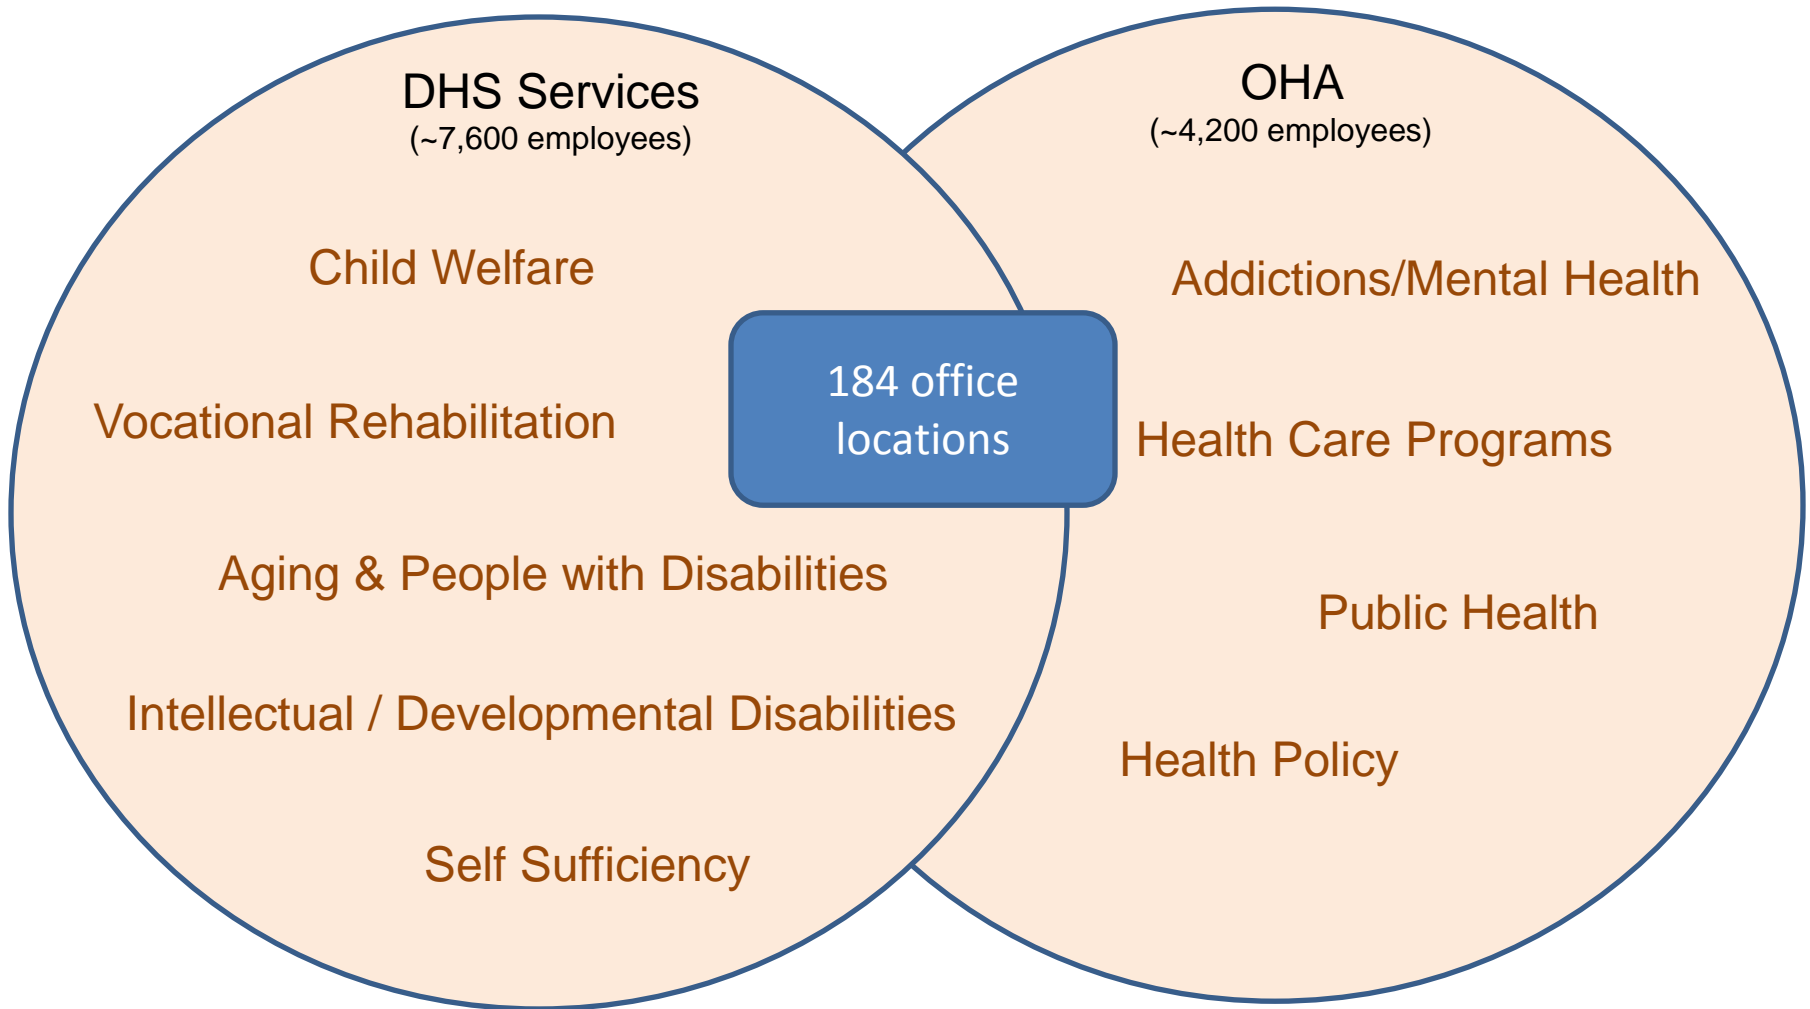 DHS Services
(~7,600 employees)
Child Welfare
Vocational Rehabilitation
Aging & People with Disabilities
Intellectual / Developmental Disabilities
Self Sufficiency
184 office
locations
OHA
(~4,200 employees)
Addictions/Mental Health
Health Care Programs
Public Health
Health Policy